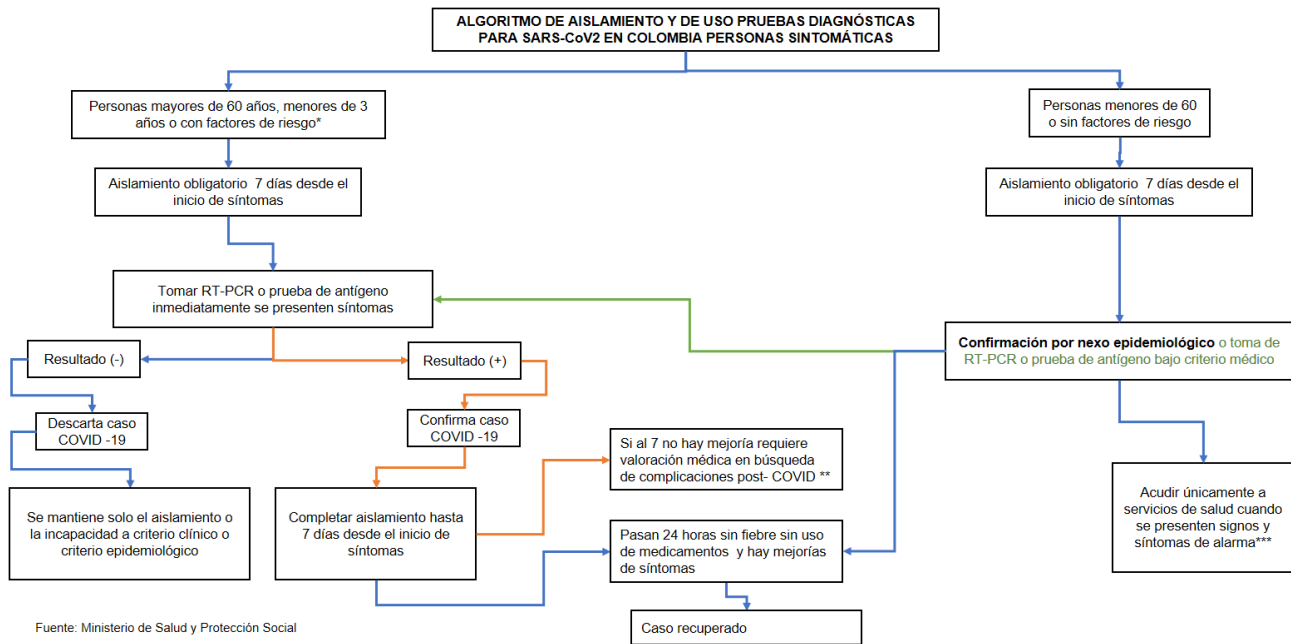 ALGORITMO DE AISLAMIENTO Y DE USO PRUEBAS DIAGNÓSTICAS
PARA SARS-CoV2 EN COLOMBIA PERSONAS SINTOMÁTICAS
Personas mayores de 60 años, menores de 3
años o con factores de riesgo*
Personas menores de 60
o sin factores de riesgo
Aislamiento obligatorio 7 días desde el
inicio de síntomas
Aislamiento obligatorio 7 días desde el
inicio de síntomas
Tomar RT-PCR o prueba de antígeno
inmediatamente se presenten síntomas
Confirmación por nexo epidemiológico o toma de
RT-PCR o prueba de antígeno bajo criterio médico
Resultado (-)
Resultado (+)
Descarta caso
COVID -19
Confirma caso
COVID -19
Si al 7 no hay mejoría requiere
valoración médica en búsqueda
de complicaciones post- COVID **
Se mantiene solo el aislamiento o
la incapacidad a criterio clínico o
criterio epidemiológico
Completar aislamiento hasta
7 días desde el inicio de
síntomas
Pasan 24 horas sin fiebre sin uso
de medicamentos y hay mejorías
de síntomas
Acudir únicamente a
servicios de salud cuando
se presenten signos y
síntomas de alarma***
Caso recuperado
Fuente: Ministerio de Salud y Protección Social